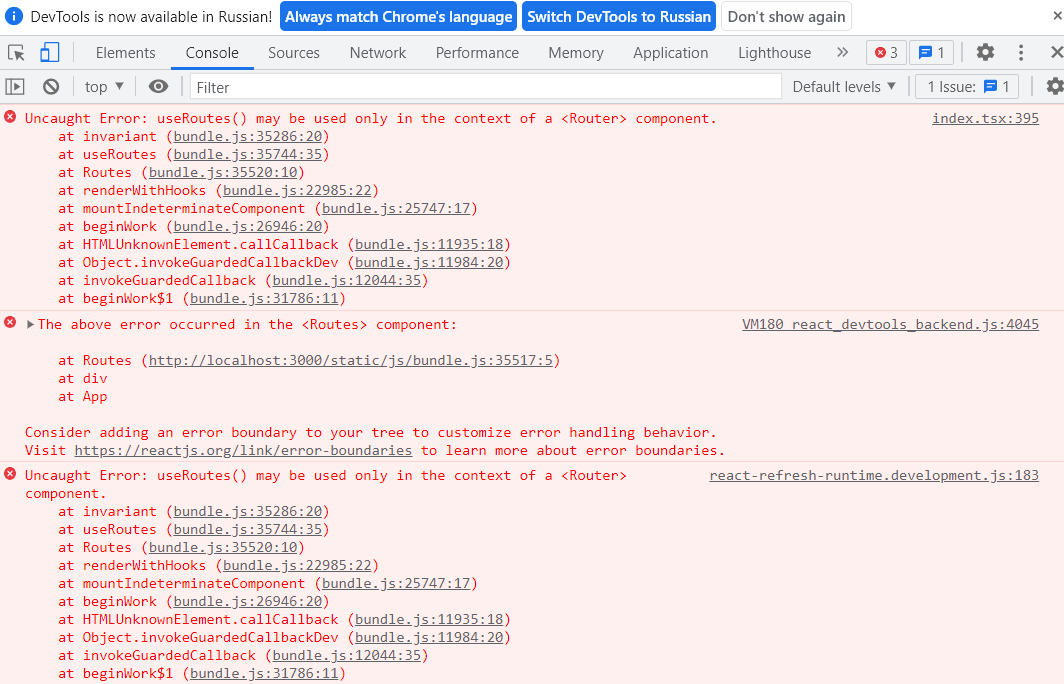 DevTools is now available in Russian! Always match Chrome's language Switch DevTools to Russian Don't show again
Elements Console Sources Network Performance Memory Application Lighthouse 3 1
top Filter Default levels 1 Issue: 1
Uncaught Error: useRoutes() may be used only in the context of a <Router> component. index.tsx:395
at invariant (bundle.js:35286:20)
at useRoutes (bundle.js:35744:35)
at Routes (bundle.js:35520:10)
at renderWithHooks (bundle.js:22985:22)
at mountIndeterminateComponent (bundle.js:25747:17)
at beginWork (bundle.js:26946:20)
at HTMLUnknownElement.callCallback (bundle.js:11935:18)
at Object.invokeGuardedCallbackDev (bundle.js:11984:20)
at invokeGuardedCallback (bundle.js:12044:35)
at beginWork$1 (bundle.js:31786:11)
The above error occurred in the <Routes> component: VM180 react_devtools_backend.js:4045
at Routes (http://localhost:3000/static/js/bundle.js:35517:5)
at div
at App
Consider adding an error boundary to your tree to customize error handling behavior.
Visit https://reactjs.org/link/error-boundaries to learn more about error boundaries.
Uncaught Error: useRoutes() may be used only in the context of a <Router> react-refresh-runtime.development.js:183
component.
at invariant (bundle.js:35286:20)
at useRoutes (bundle.js:35744:35)
at Routes (bundle.js:35520:10)
at renderWithHooks (bundle.js:22985:22)
at mountIndeterminateComponent (bundle.js:25747:17)
at beginWork (bundle.js:26946:20)
at HTMLUnknownElement.callCallback (bundle.js:11935:18)
at Object.invokeGuardedCallbackDev (bundle.js:11984:20)
at invokeGuardedCallback (bundle.js:12044:35)
at beginWork$1 (bundle.js:31786:11)